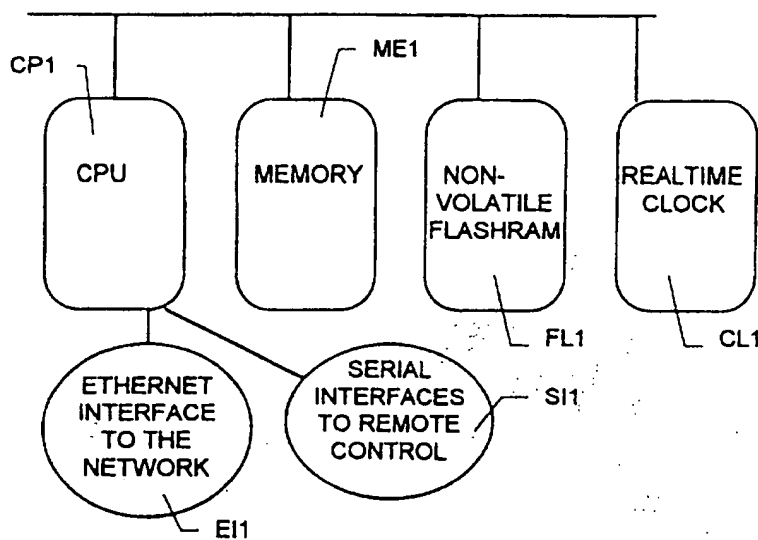 CP1
ME1
CPU
MEMORY
NON-
VOLATILE
FLASHRAM
REALTIME
CLOCK
FL1
CL1
ETHERNET
INTERFACE
TO THE
NETWORK
EI1
SERIAL
INTERFACES
TO REMOTE
CONTROL
SI1